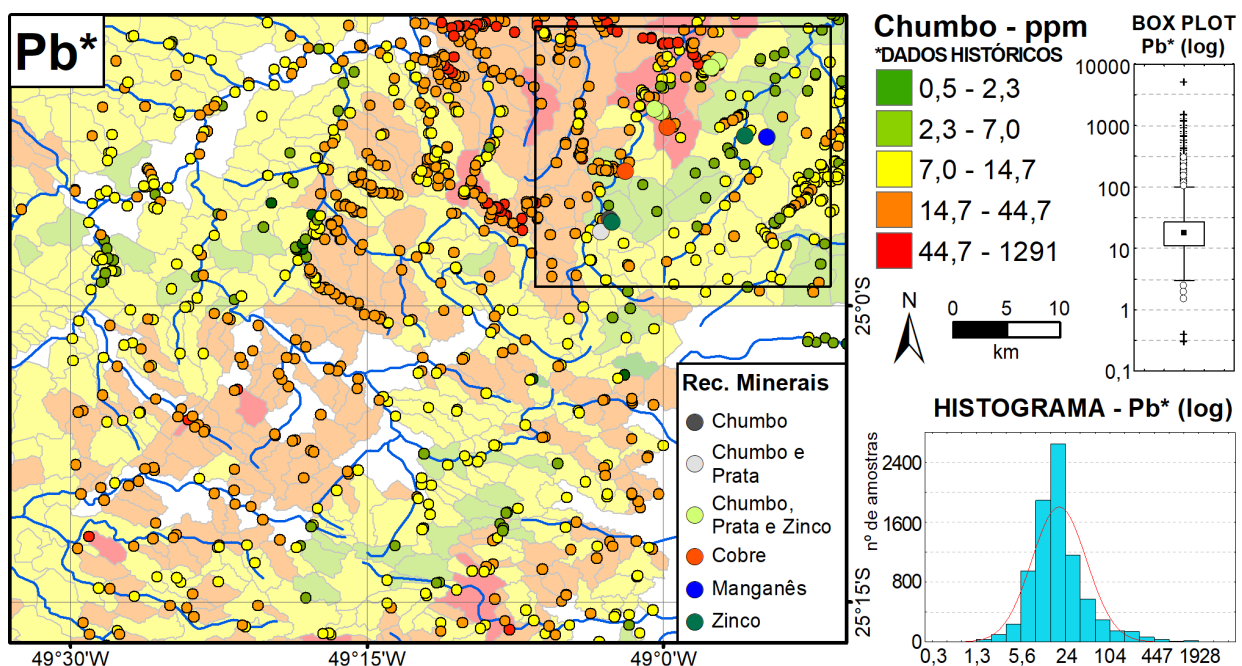 Pb*
Chumbo - ppm
*DADOS HISTÓRICOS
0,5 - 2,3
2,3 - 7,0
7,0 - 14,7
14,7 - 44,7
44,7 - 1291
N
0 5 10
km
BOX PLOT
Pb* (log)
10000
1000
100
10
1
0,1
Rec. Minerais
Chumbo
Chumbo e
Prata
Chumbo,
Prata e Zinco
Cobre
Manganês
Zinco
25°0'S
25°15'S
49°30'W 49°15'W 49°0'W
HISTOGRAMA - Pb* (log)
nº de amostras
2400
1600
800
0
0,3 1,3 5,6 24 104 447 1928